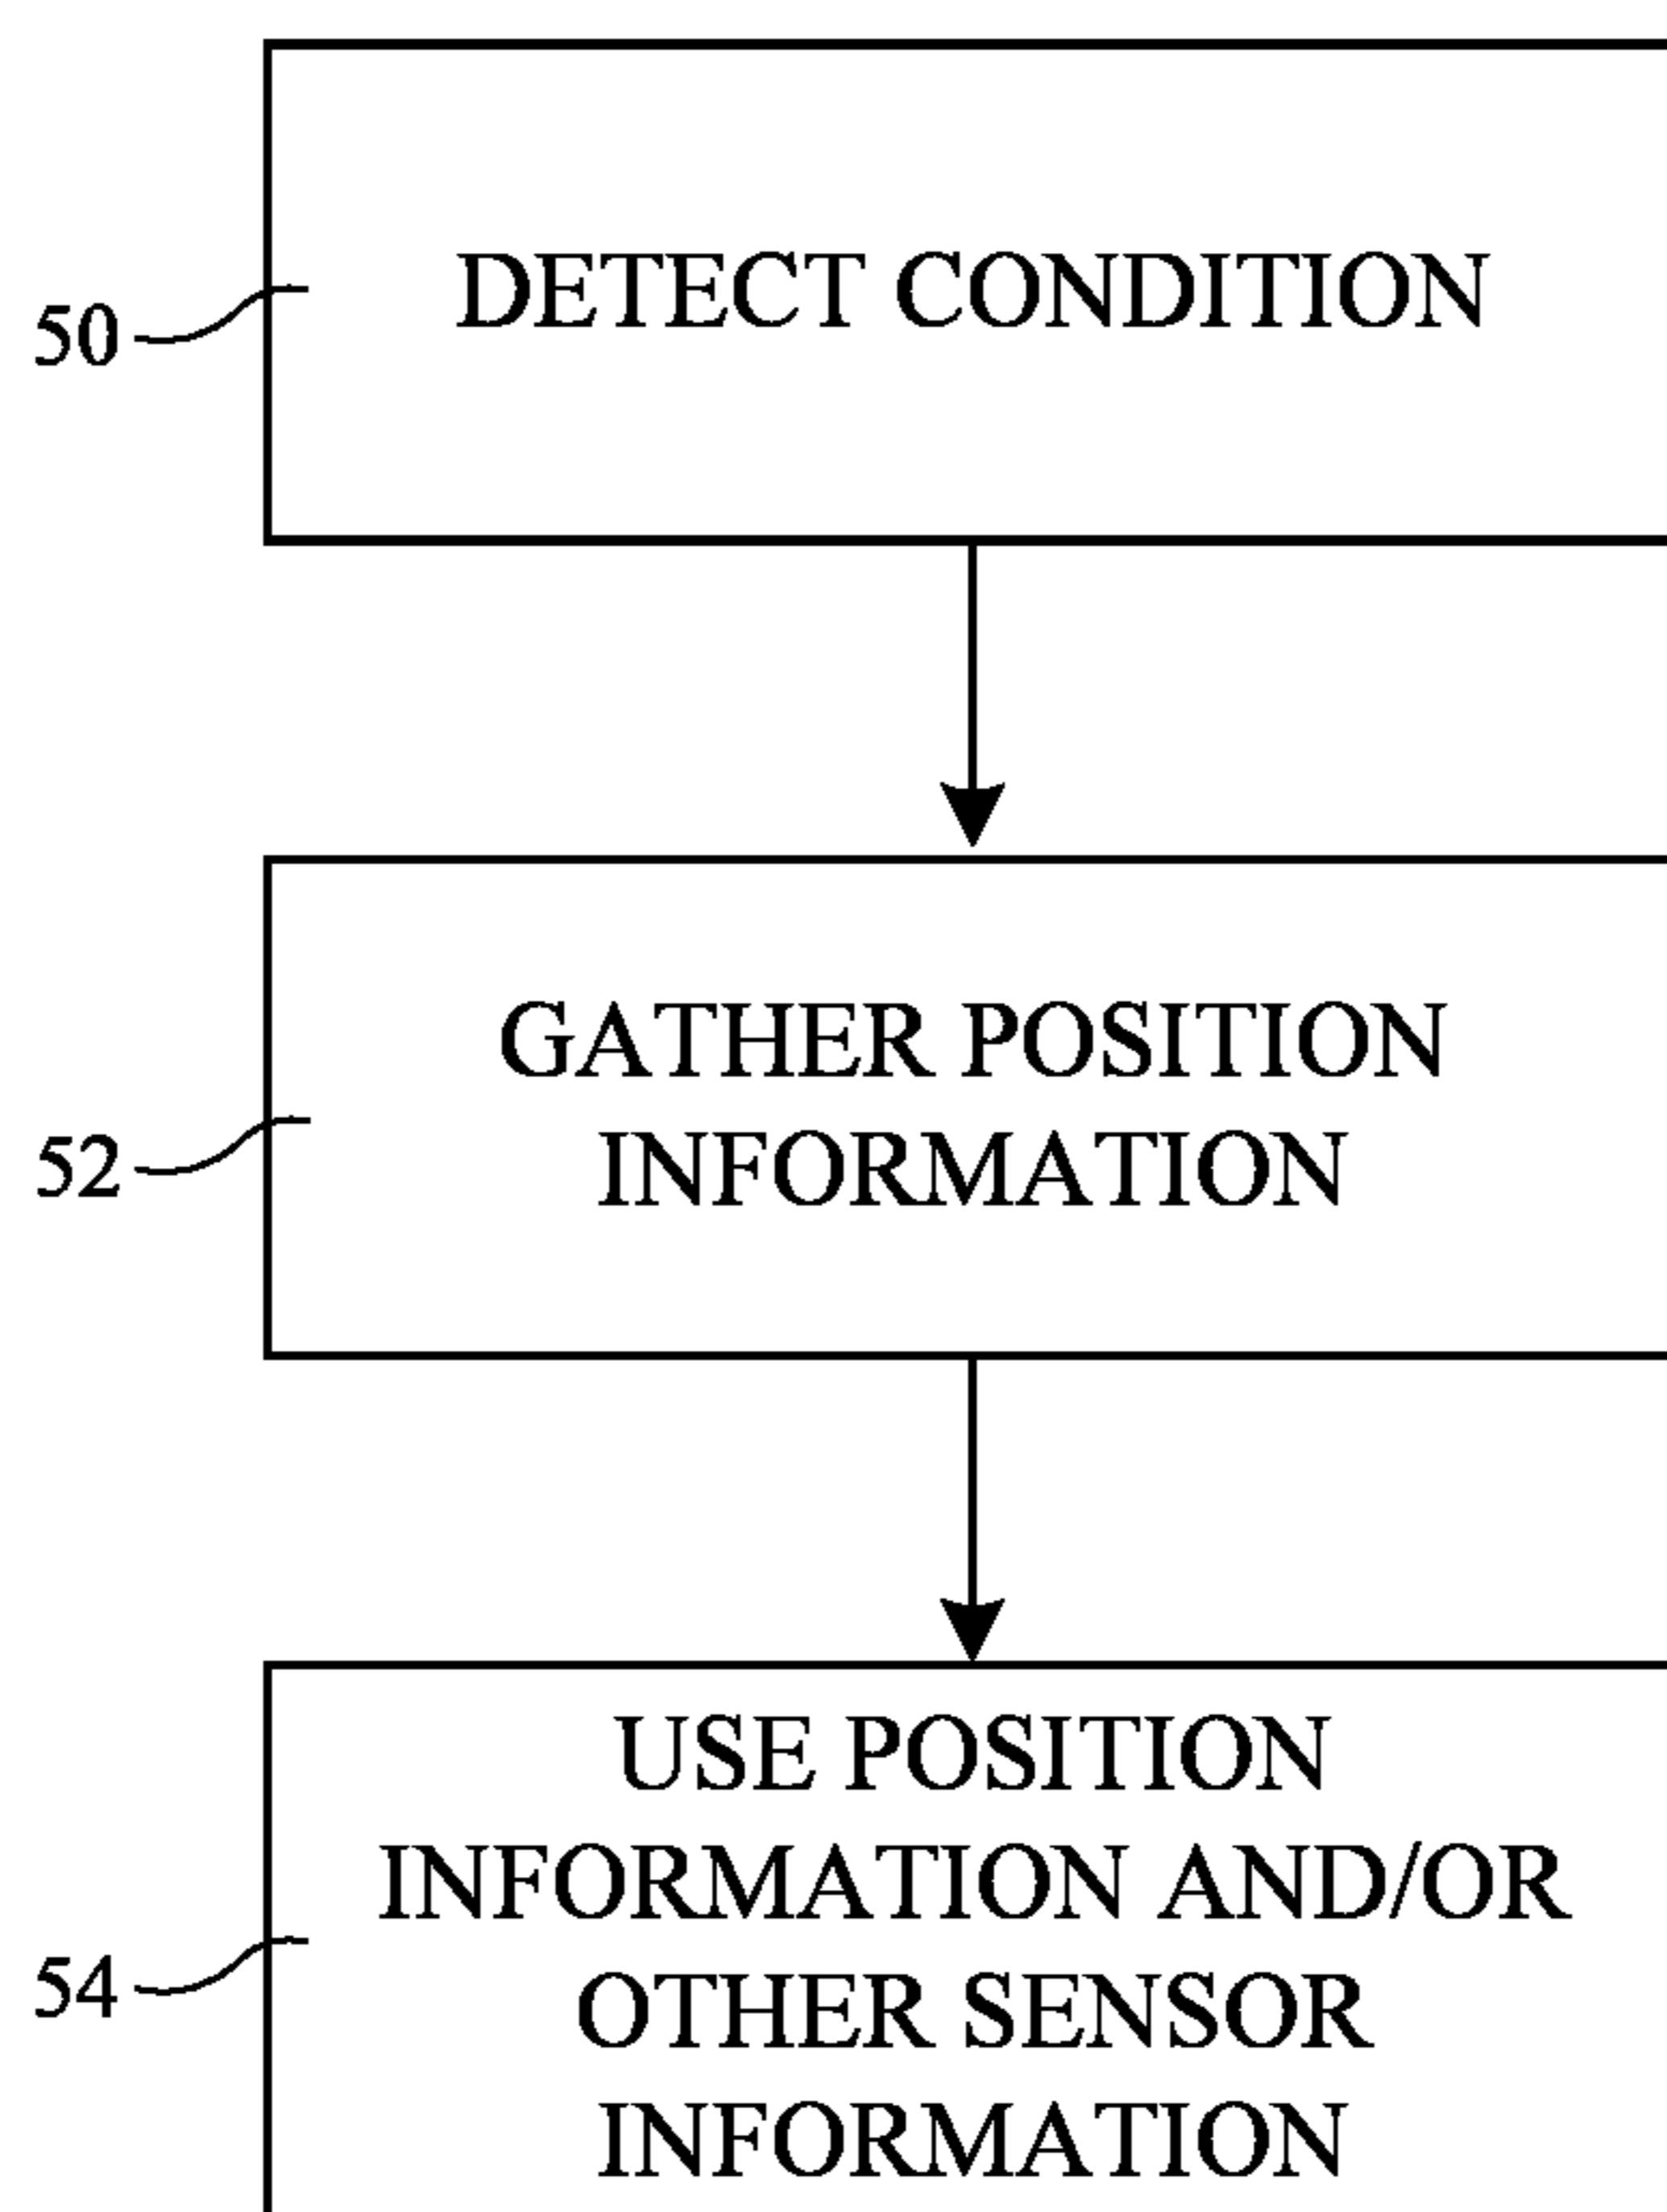 DETECT CONDITION
50
GATHER POSITION
INFORMATION
52
USE POSITION
INFORMATION AND/OR
OTHER SENSOR
INFORMATION
54